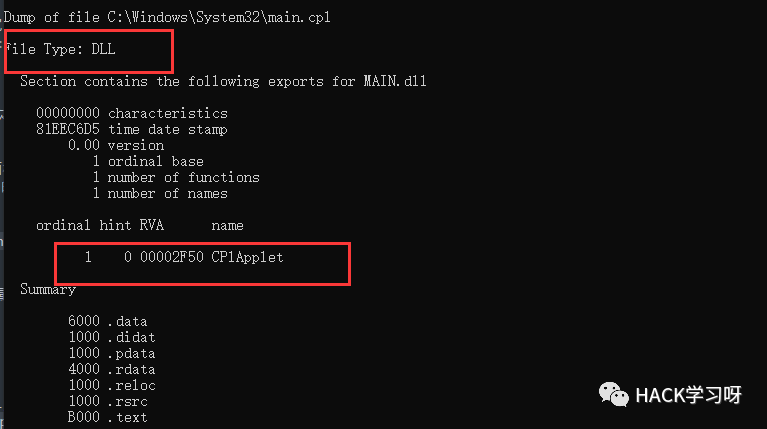 Dump of file C:\Windows\System32\main.cpl
File Type: DLL
Section contains the following exports for MAIN.dll
00000000 characteristics
81EEC6D5 time date stamp
0.00 version
1 ordinal base
1 number of functions
1 number of names
ordinal hint RVA name
1 0 00002F50 CPlApplet
Summary
6000 .data
1000 .didat
1000 .pdata
4000 .rdata
1000 .reloc
1000 .rsrc
B000 .text
HACK学习呀